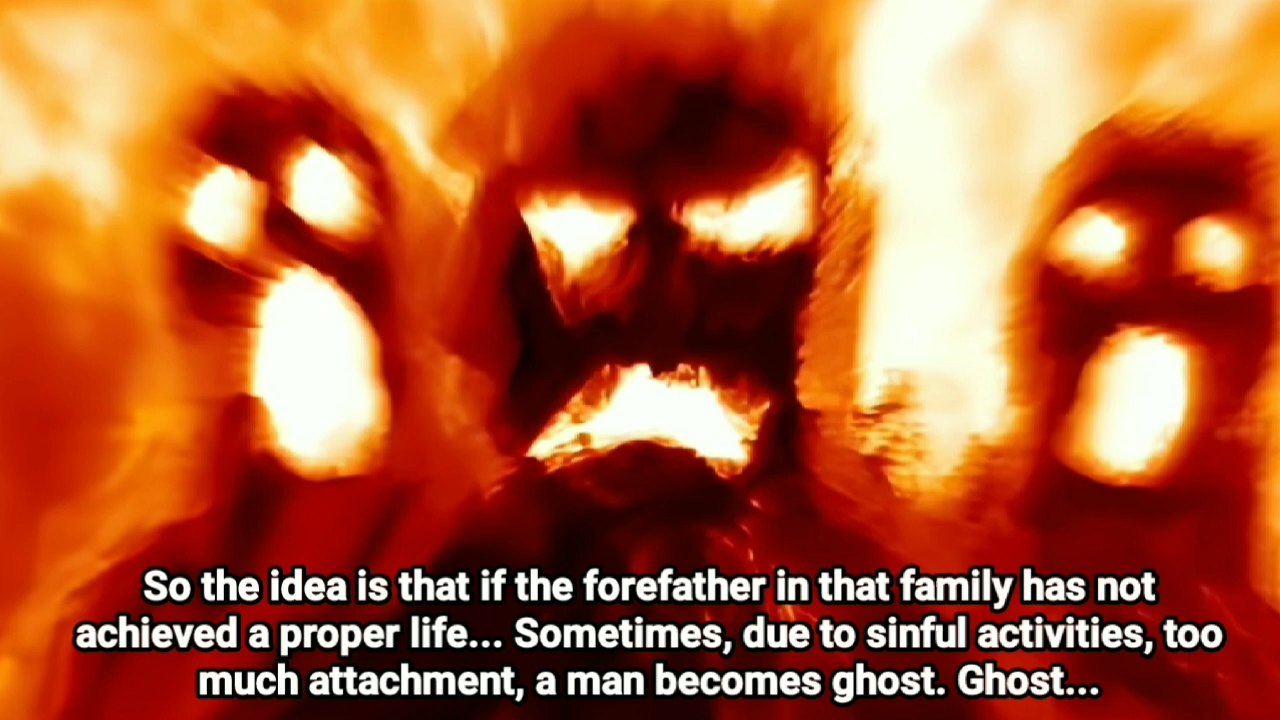 So the idea is that if the forefather in that family has not
achieved a proper life... Sometimes, due to sinful activities, too
much attachment, a man becomes ghost. Ghost...